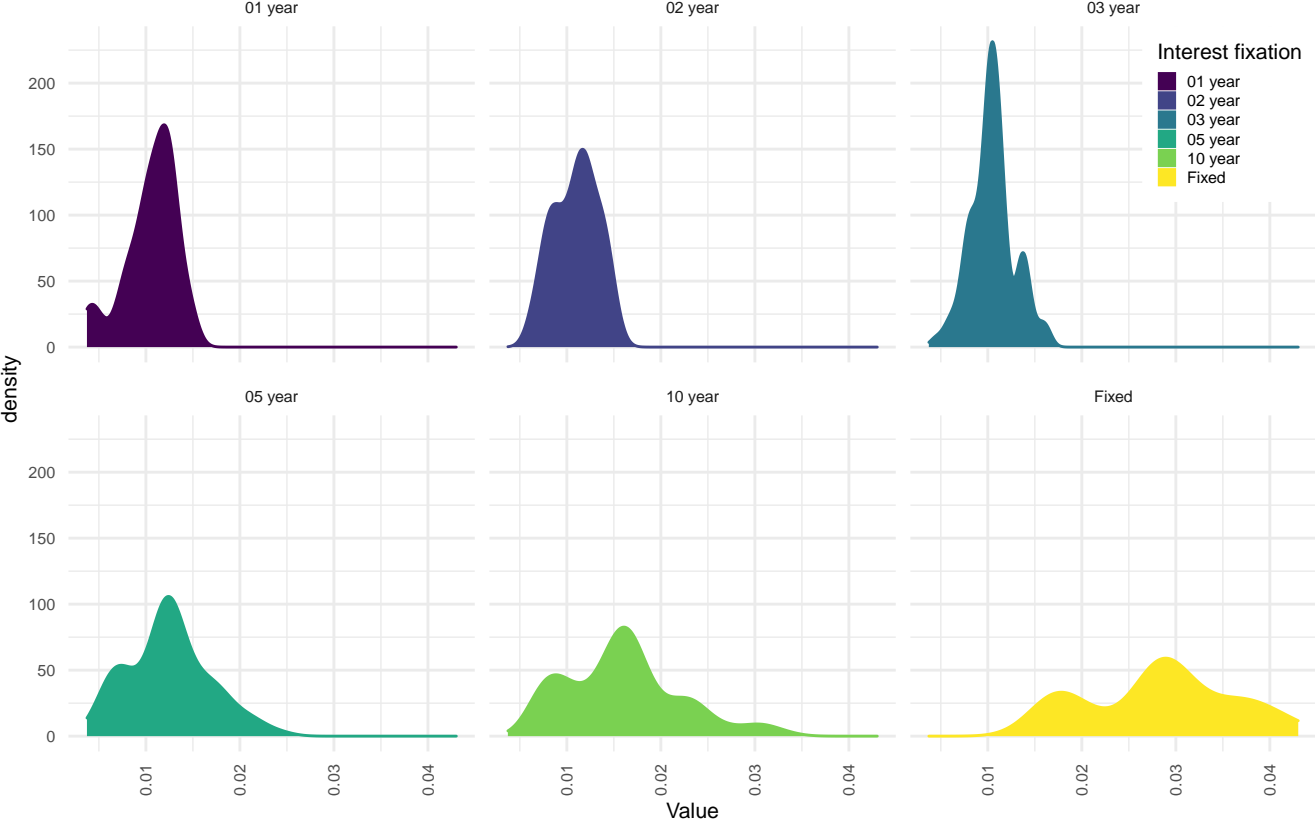 01 year
02 year
03 year
Interest fixation
01 year
02 year
03 year
05 year
10 year
Fixed
200
150
100
50
0
density
05 year
10 year
Fixed
200
150
100
50
0
0.01
0.02
0.03
0.04
0.01
0.02
0.03
0.04
0.01
0.02
0.03
0.04
Value